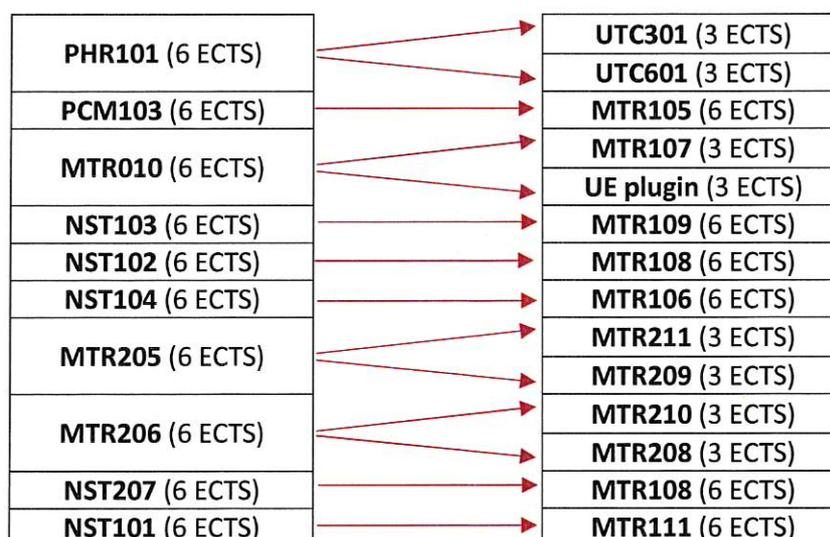 PHR101 (6 ECTS)
UTC301 (3 ECTS)
UTC601 (3 ECTS)
PCM103 (6 ECTS)
MTR105 (6 ECTS)
MTR010 (6 ECTS)
MTR107 (3 ECTS)
UE plugin (3 ECTS)
NST103 (6 ECTS)
MTR109 (6 ECTS)
NST102 (6 ECTS)
MTR108 (6 ECTS)
NST104 (6 ECTS)
MTR106 (6 ECTS)
MTR205 (6 ECTS)
MTR211 (3 ECTS)
MTR209 (3 ECTS)
MTR206 (6 ECTS)
MTR210 (3 ECTS)
MTR208 (3 ECTS)
NST207 (6 ECTS)
MTR108 (6 ECTS)
NST101 (6 ECTS)
MTR111 (6 ECTS)